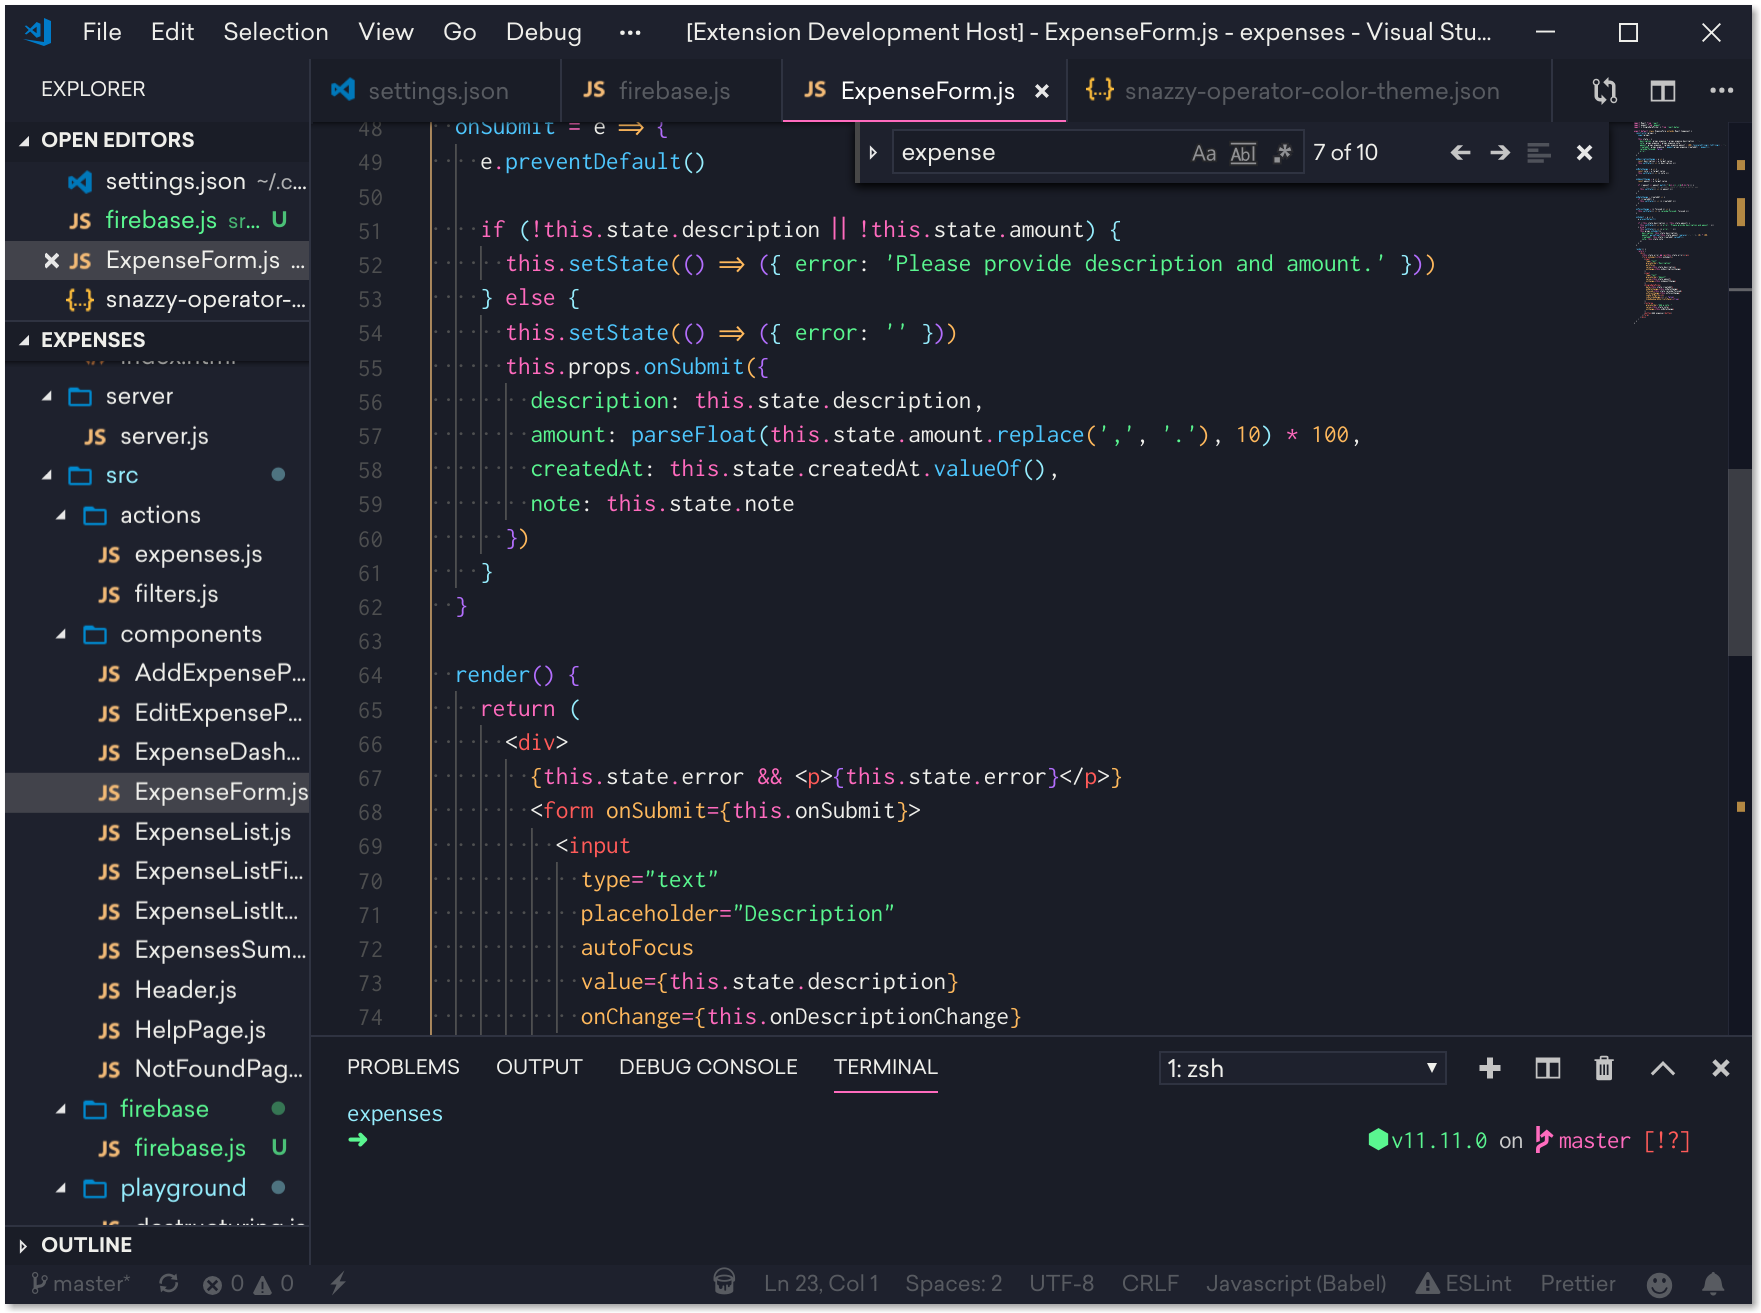 File Edit Selection View Go Debug ··· [Extension Development Host] - ExpenseForm.js - expenses - Visual Stu...
EXPLORER
settings.json
JS firebase.js
JS ExpenseForm.js
{..} snazzy-operator-color-theme.json
OPEN EDITORS
settings.json ~/.c...
JS firebase.js sr... U
JS ExpenseForm.js ...
{..} snazzy-operator-...
EXPENSES
index.html
server
JS server.js
src
actions
JS expenses.js
JS filters.js
components
JS AddExpenseP...
JS EditExpenseP...
JS ExpenseDash...
JS ExpenseForm.js
JS ExpenseList.js
JS ExpenseListFi...
JS ExpenseListIt...
JS ExpensesSum...
JS Header.js
JS HelpPage.js
JS NotFoundPag...
firebase
JS firebase.js U
playground
JS destructuring.js
OUTLINE
expense Aa Abl .* 7 of 10
48 onSubmit = e => {
49 e.preventDefault()
50
51 if (!this.state.description || !this.state.amount) {
52 this.setState(() => ({ error: 'Please provide description and amount.' }))
53 } else {
54 this.setState(() => ({ error: '' }))
55 this.props.onSubmit({
56 description: this.state.description,
57 amount: parseFloat(this.state.amount.replace(',', '.'), 10) * 100,
58 createdAt: this.state.createdAt.valueOf(),
59 note: this.state.note
60 })
61 }
62 }
63
64 render() {
65 return (
66 <div>
67 {this.state.error && <p>{this.state.error}</p>}
68 <form onSubmit={this.onSubmit}>
69 <input
70 type="text"
71 placeholder="Description"
72 autoFocus
73 value={this.state.description}
74 onChange={this.onDescriptionChange}
PROBLEMS OUTPUT DEBUG CONSOLE TERMINAL 1: zsh
expenses
➜ v11.11.0 on master [!?]
master* 0 0 Ln 23, Col 1 Spaces: 2 UTF-8 CRLF Javascript (Babel) ESLint Prettier